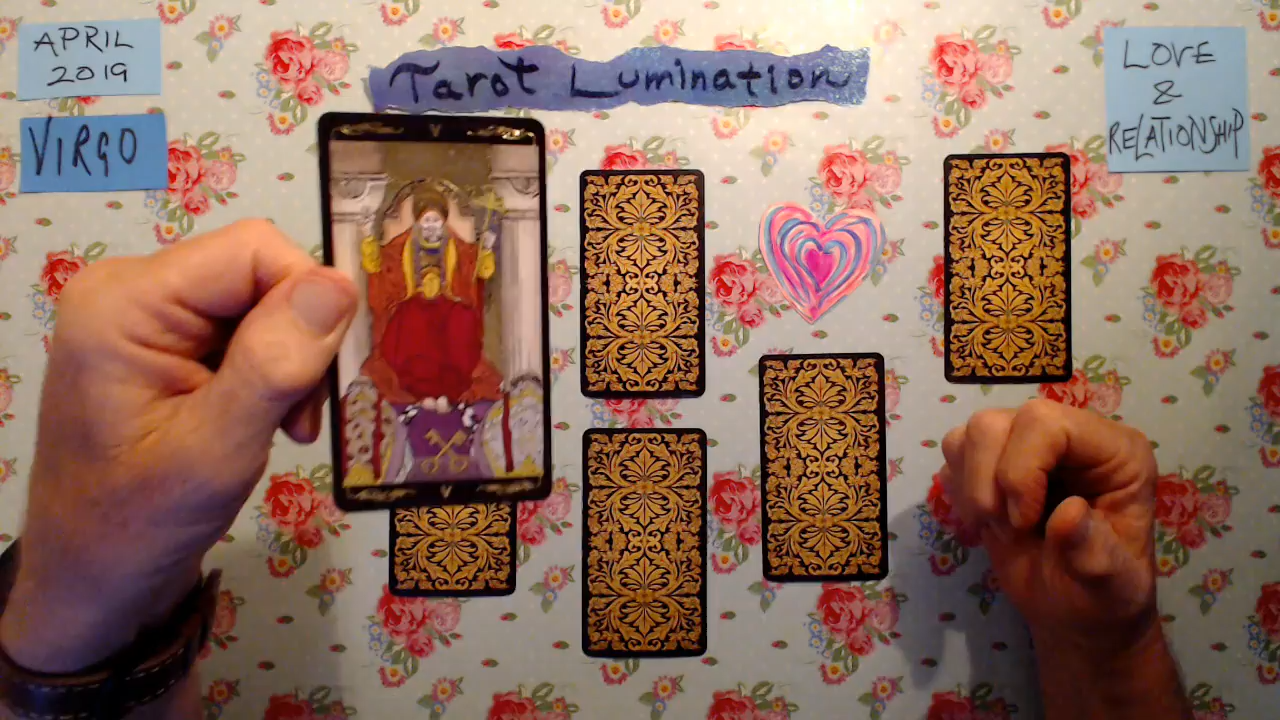 APRIL
2019
VIRGO
Tarot Lumination
LOVE
&
RELATIONSHIP
V
V